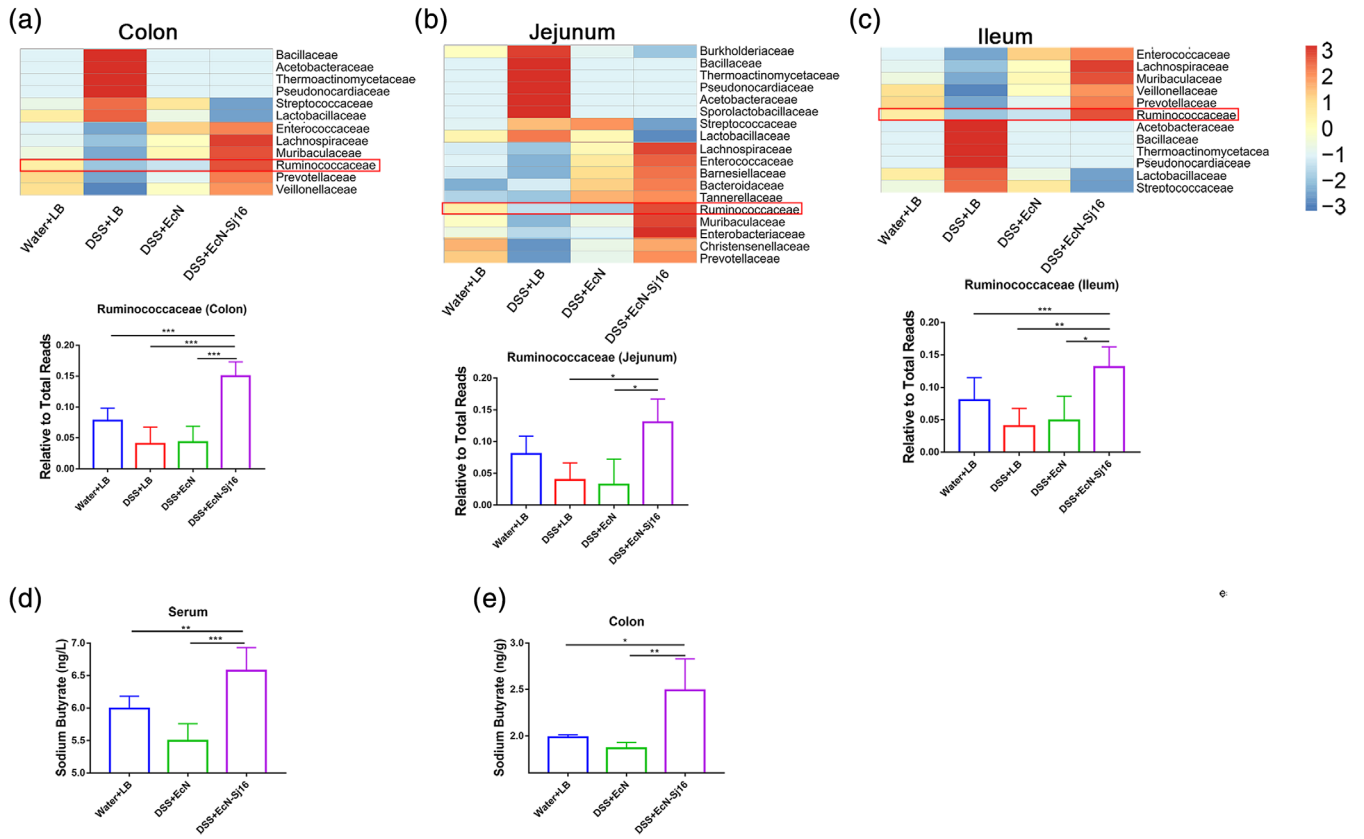 (a)
Colon
Bacillaceae
Acetobacteraceae
Thermoactinomycetaceae
Pseudonocardiaceae
Streptococcaceae
Lactobacillaceae
Enterococcaceae
Lachnospiraceae
Muribaculaceae
Ruminococcaceae
Prevotellaceae
Veillonellaceae
Water+LB
DSS+LB
DSS+EcN
DSS+EcN-Sj16
Ruminococcaceae (Colon)
Relative to Total Reads
0.20
0.15
0.10
0.05
0.00
***
***
***
Water+LB
DSS+LB
DSS+EcN
DSS+EcN-Sj16
(b)
Jejunum
Burkholderiaceae
Bacillaceae
Thermoactinomycetaceae
Pseudonocardiaceae
Acetobacteraceae
Sporolactobacillaceae
Streptococcaceae
Lactobacillaceae
Lachnospiraceae
Enterococcaceae
Barnesiellaceae
Bacteroidaceae
Tannerellaceae
Ruminococcaceae
Muribaculaceae
Enterobacteriaceae
Christensenellaceae
Prevotellaceae
Water+LB
DSS+LB
DSS+EcN
DSS+EcN-Sj16
Ruminococcaceae (Jejunum)
Relative to Total Reads
0.20
0.15
0.10
0.05
0.00
*
*
Water+LB
DSS+LB
DSS+EcN
DSS+EcN-Sj16
(c)
Ileum
Enterococcaceae
Lachnospiraceae
Muribaculaceae
Veillonellaceae
Prevotellaceae
Ruminococcaceae
Acetobacteraceae
Bacillaceae
Thermoactinomycetacea
Pseudonocardiaceae
Lactobacillaceae
Streptococcaceae
Water+LB
DSS+LB
DSS+EcN
DSS+EcN-Sj16
3
2
1
0
−1
−2
−3
Ruminococcaceae (Ileum)
Relative to Total Reads
0.20
0.15
0.10
0.05
0.00
***
**
*
Water+LB
DSS+LB
DSS+EcN
DSS+EcN-Sj16
(d)
Serum
Sodium Butyrate (ng/L)
7.0
6.5
6.0
5.5
5.0
**
***
Water+LB
DSS+EcN
DSS+EcN-Sj16
(e)
Colon
Sodium Butyrate (ng/g)
3.0
2.5
2.0
*
**
Water+LB
DSS+EcN
DSS+EcN-Sj16